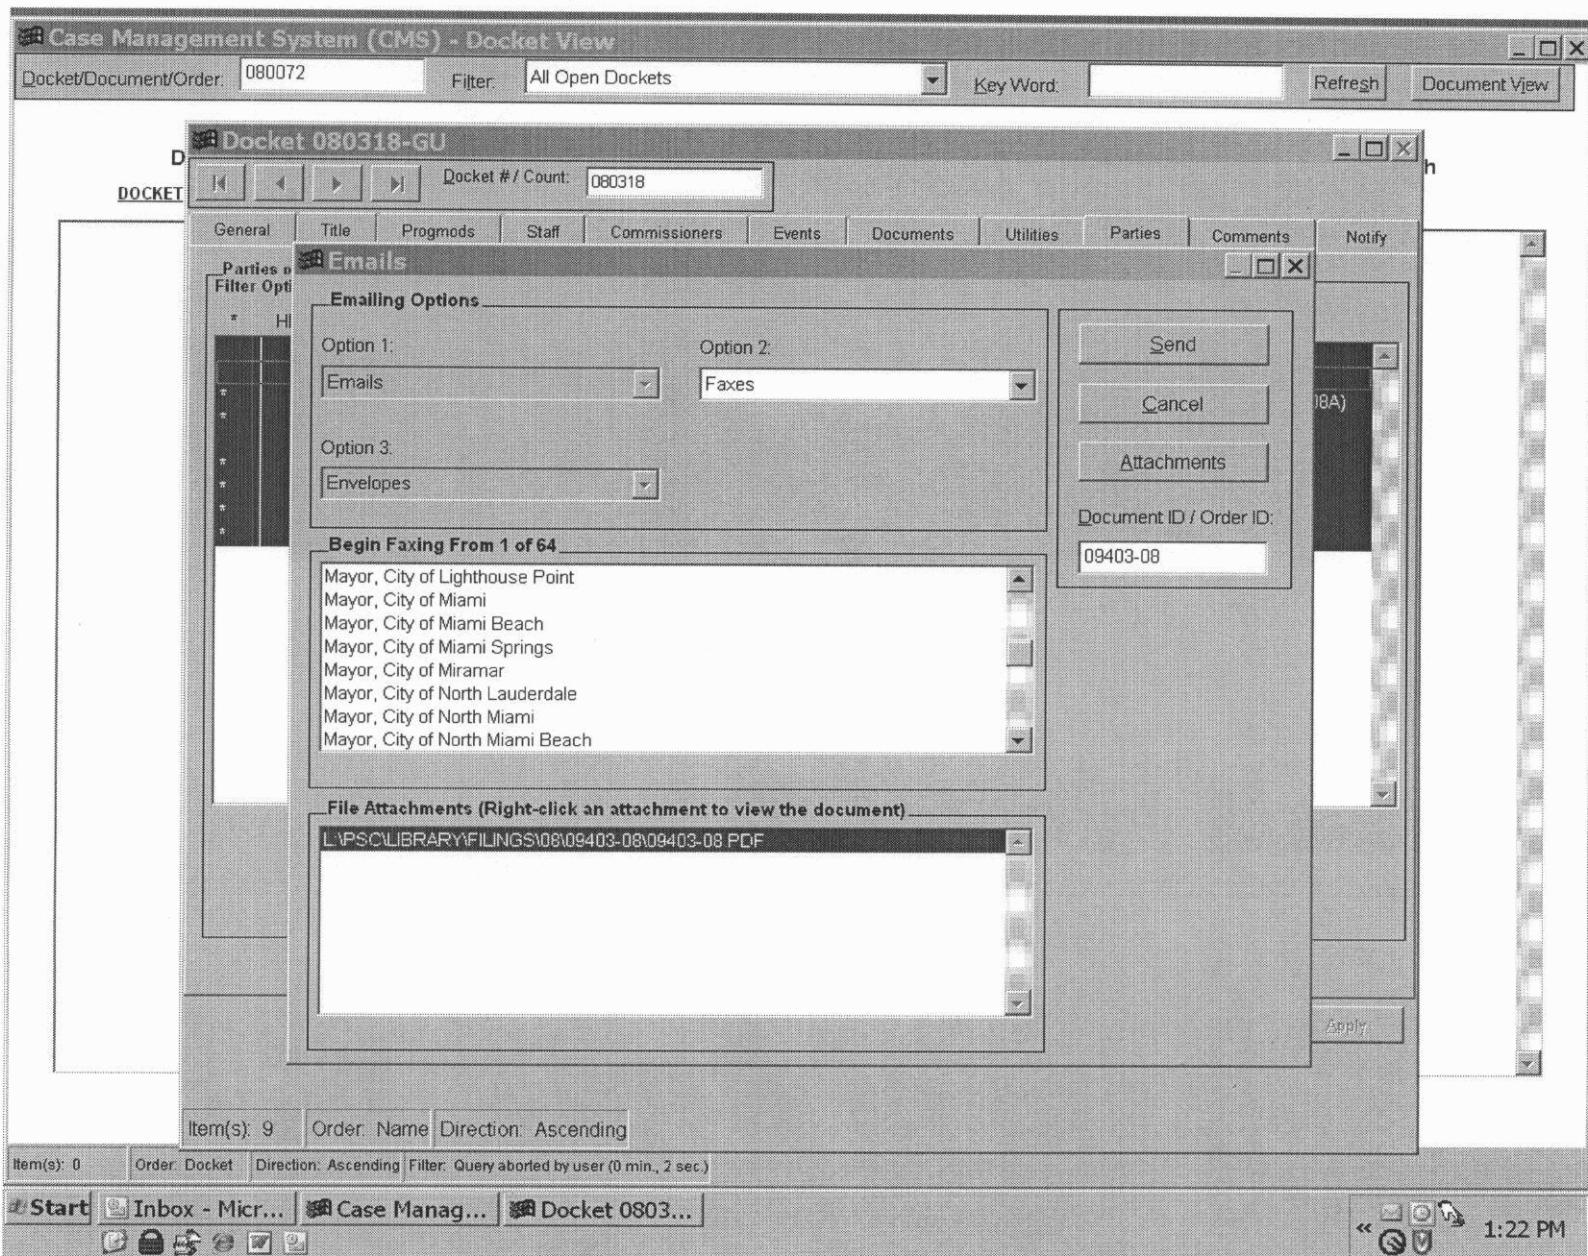 Case Management System (CMS) - Docket View
Docket/Document/Order: 080072 Filter: All Open Dockets Key Word: Refresh Document View
Docket 080318-GU
D h
DOCKET
Docket # / Count: 080318
General Title Progmods Staff Commissioners Events Documents Utilities Parties Comments Notify
Emails
Parties o
Filter Opti
* HI
Emailing Options
Option 1: Option 2:
Emails Faxes
Option 3:
Envelopes
Send
Cancel
Attachments
08A)
Document ID / Order ID:
09403-08
Begin Faxing From 1 of 64
Mayor, City of Lighthouse Point
Mayor, City of Miami
Mayor, City of Miami Beach
Mayor, City of Miami Springs
Mayor, City of Miramar
Mayor, City of North Lauderdale
Mayor, City of North Miami
Mayor, City of North Miami Beach
File Attachments (Right-click an attachment to view the document)
L:\PSC\LIBRARY\FILINGS\08\09403-08\09403-08.PDF
Apply
Item(s): 9 Order: Name Direction: Ascending
Item(s): 0 Order: Docket Direction: Ascending Filter: Query aborted by user (0 min., 2 sec.)
Start Inbox - Micr... Case Manag... Docket 0803...
« 1:22 PM